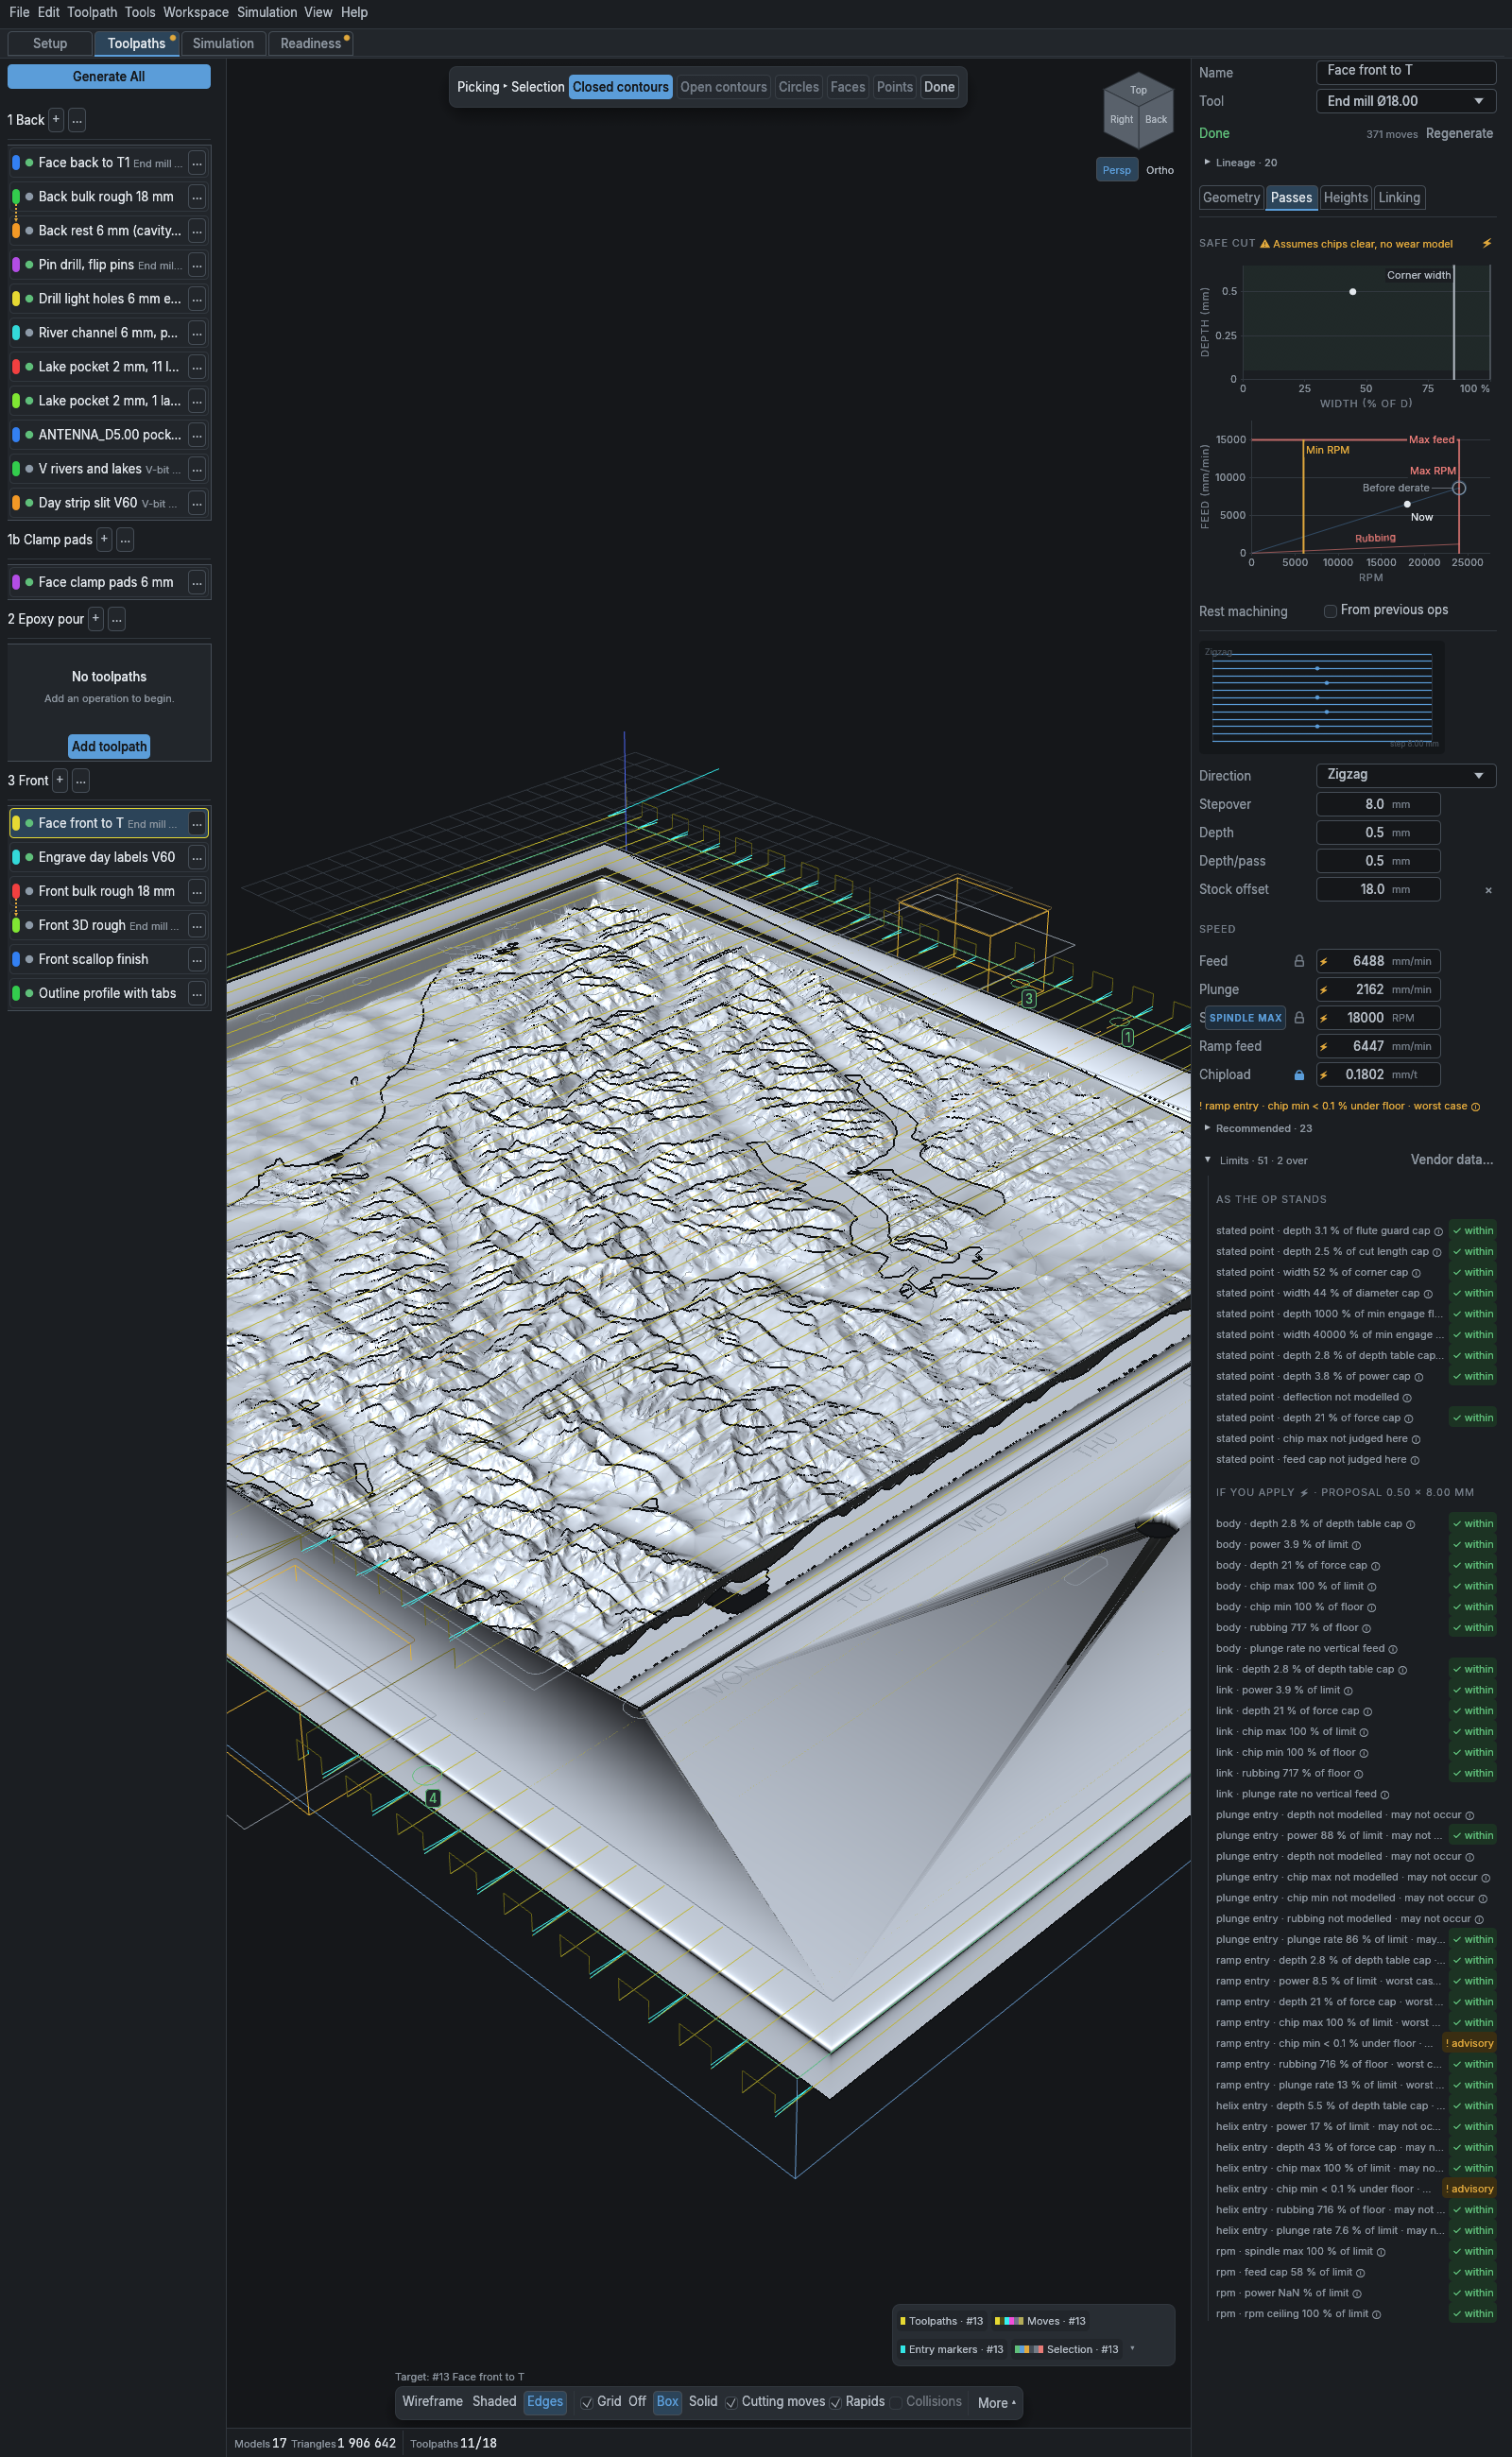 File Edit Toolpath Tools Workspace Simulation View Help
Setup Toolpaths Simulation Readiness
Generate All
1 Back + ...
Face back to T1 End mill ... ...
Back bulk rough 18 mm ...
Back rest 6 mm (cavity... ...
Pin drill, flip pins End mil... ...
Drill light holes 6 mm e... ...
River channel 6 mm, p... ...
Lake pocket 2 mm, 11 l... ...
Lake pocket 2 mm, 1 la... ...
ANTENNA_D5.00 pock... ...
V rivers and lakes V-bit ... ...
Day strip slit V60 V-bit ... ...
1b Clamp pads + ...
Face clamp pads 6 mm ...
2 Epoxy pour + ...
No toolpaths
Add an operation to begin.
Add toolpath
3 Front + ...
Face front to T End mill ... ...
Engrave day labels V60 ...
Front bulk rough 18 mm ...
Front 3D rough End mill ... ...
Front scallop finish ...
Outline profile with tabs ...
Picking ▸ Selection Closed contours Open contours Circles Faces Points Done
Top
Right Back
Persp Ortho
3
1
4
THU
WED
TUE
MON
Toolpaths · #13 Moves · #13
Entry markers · #13 Selection · #13
Target: #13 Face front to T
Wireframe Shaded Edges Grid Off Box Solid Cutting moves Rapids Collisions More
Models 17 Triangles 1 906 642 Toolpaths 11/18
Name Face front to T
Tool End mill Ø18.00
Done 371 moves Regenerate
Lineage · 20
Geometry Passes Heights Linking
SAFE CUT ⚠ Assumes chips clear, no wear model ⚡
Corner width
DEPTH (mm)
0.5
0.25
0
0 25 50 75 100 %
WIDTH (% OF D)
FEED (mm/min)
15000
10000
5000
0
Max feed
Min RPM
Max RPM
Before derate
Now
Rubbing
0 5000 10000 15000 20000 25000
RPM
Rest machining From previous ops
Zigzag
step 8.00 mm
Direction Zigzag
Stepover 8.0 mm
Depth 0.5 mm
Depth/pass 0.5 mm
Stock offset 18.0 mm ×
SPEED
Feed ⚡ 6488 mm/min
Plunge ⚡ 2162 mm/min
S SPINDLE MAX ⚡ 18000 RPM
Ramp feed ⚡ 6447 mm/min
Chipload ⚡ 0.1802 mm/t
! ramp entry · chip min < 0.1 % under floor · worst case
Recommended · 23
Limits · 51 · 2 over Vendor data...
AS THE OP STANDS
stated point · depth 3.1 % of flute guard cap ✓ within
stated point · depth 2.5 % of cut length cap ✓ within
stated point · width 52 % of corner cap ✓ within
stated point · width 44 % of diameter cap ✓ within
stated point · depth 1000 % of min engage fl... ✓ within
stated point · width 40000 % of min engage ... ✓ within
stated point · depth 2.8 % of depth table cap... ✓ within
stated point · depth 3.8 % of power cap ✓ within
stated point · deflection not modelled
stated point · depth 21 % of force cap ✓ within
stated point · chip max not judged here
stated point · feed cap not judged here
IF YOU APPLY ⚡ · PROPOSAL 0.50 × 8.00 MM
body · depth 2.8 % of depth table cap ✓ within
body · power 3.9 % of limit ✓ within
body · depth 21 % of force cap ✓ within
body · chip max 100 % of limit ✓ within
body · chip min 100 % of floor ✓ within
body · rubbing 717 % of floor ✓ within
body · plunge rate no vertical feed
link · depth 2.8 % of depth table cap ✓ within
link · power 3.9 % of limit ✓ within
link · depth 21 % of force cap ✓ within
link · chip max 100 % of limit ✓ within
link · chip min 100 % of floor ✓ within
link · rubbing 717 % of floor ✓ within
link · plunge rate no vertical feed
plunge entry · depth not modelled · may not occur
plunge entry · power 88 % of limit · may not ... ✓ within
plunge entry · depth not modelled · may not occur
plunge entry · chip max not modelled · may not occur
plunge entry · chip min not modelled · may not occur
plunge entry · rubbing not modelled · may not occur
plunge entry · plunge rate 86 % of limit · may... ✓ within
ramp entry · depth 2.8 % of depth table cap ·... ✓ within
ramp entry · power 8.5 % of limit · worst cas... ✓ within
ramp entry · depth 21 % of force cap · worst ... ✓ within
ramp entry · chip max 100 % of limit · worst ... ✓ within
ramp entry · chip min < 0.1 % under floor · ... ! advisory
ramp entry · rubbing 716 % of floor · worst c... ✓ within
ramp entry · plunge rate 13 % of limit · worst ... ✓ within
helix entry · depth 5.5 % of depth table cap · ... ✓ within
helix entry · power 17 % of limit · may not oc... ✓ within
helix entry · depth 43 % of force cap · may n... ✓ within
helix entry · chip max 100 % of limit · may no... ✓ within
helix entry · chip min < 0.1 % under floor · ... ! advisory
helix entry · rubbing 716 % of floor · may not ... ✓ within
helix entry · plunge rate 7.6 % of limit · may n... ✓ within
rpm · spindle max 100 % of limit ✓ within
rpm · feed cap 58 % of limit ✓ within
rpm · power NaN % of limit ✓ within
rpm · rpm ceiling 100 % of limit ✓ within